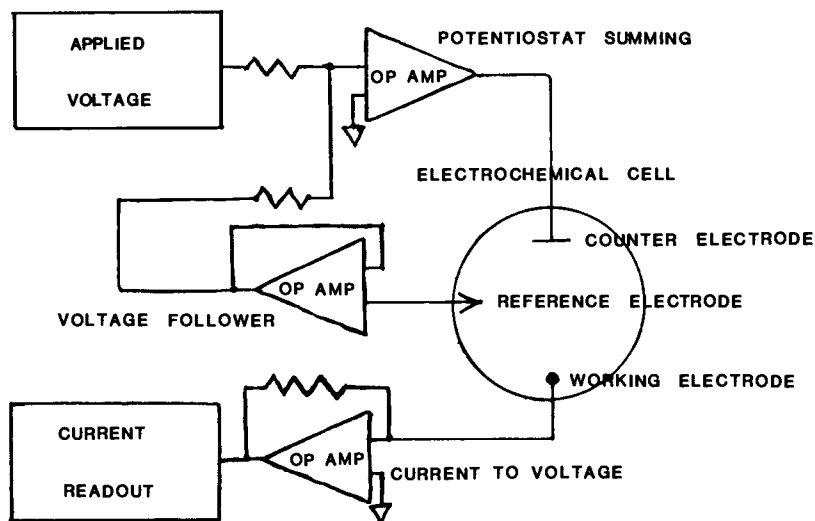 APPLIED
VOLTAGE
POTENTIOSTAT SUMMING
OP AMP
ELECTROCHEMICAL CELL
COUNTER ELECTRODE
OP AMP
REFERENCE ELECTRODE
VOLTAGE FOLLOWER
WORKING ELECTRODE
CURRENT
READOUT
OP AMP
CURRENT TO VOLTAGE